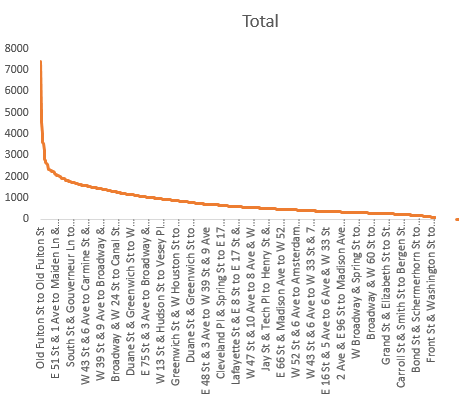 Total
8000
7000
6000
5000
4000
3000
2000
1000
0
Old Fulton St to Old Fulton St
E 51 St & 1 Ave to Maiden Ln &...
South St & Gouverneur Ln to...
W 43 St & 6 Ave to Carmine St &...
W 39 St & 9 Ave to Broadway &...
Broadway & W 24 St to Canal St...
Duane St & Greenwich St to W...
E 75 St & 3 Ave to Broadway &...
W 13 St & Hudson St to Vesey Pl...
Greenwich St & W Houston St to...
Duane St & Greenwich St to...
E 48 St & 3 Ave to W 39 St & 9 Ave
Cleveland Pl & Spring St to E 17...
Lafayette St & E 8 St to E 17 St &...
W 47 St & 10 Ave to 8 Ave & W...
Jay St & Tech Pl to Henry St &...
E 66 St & Madison Ave to W 52...
W 52 St & 6 Ave to Amsterdam...
W 43 St & 6 Ave to W 33 St & 7...
E 16 St & 5 Ave to 6 Ave & W 33 St
2 Ave & E 96 St to Madison Ave...
W Broadway & Spring St to...
Broadway & W 60 St to...
Grand St & Elizabeth St to St...
Carroll St & Smith St to Bergen St...
Bond St & Schermerhorn St to...
Front St & Washington St to...